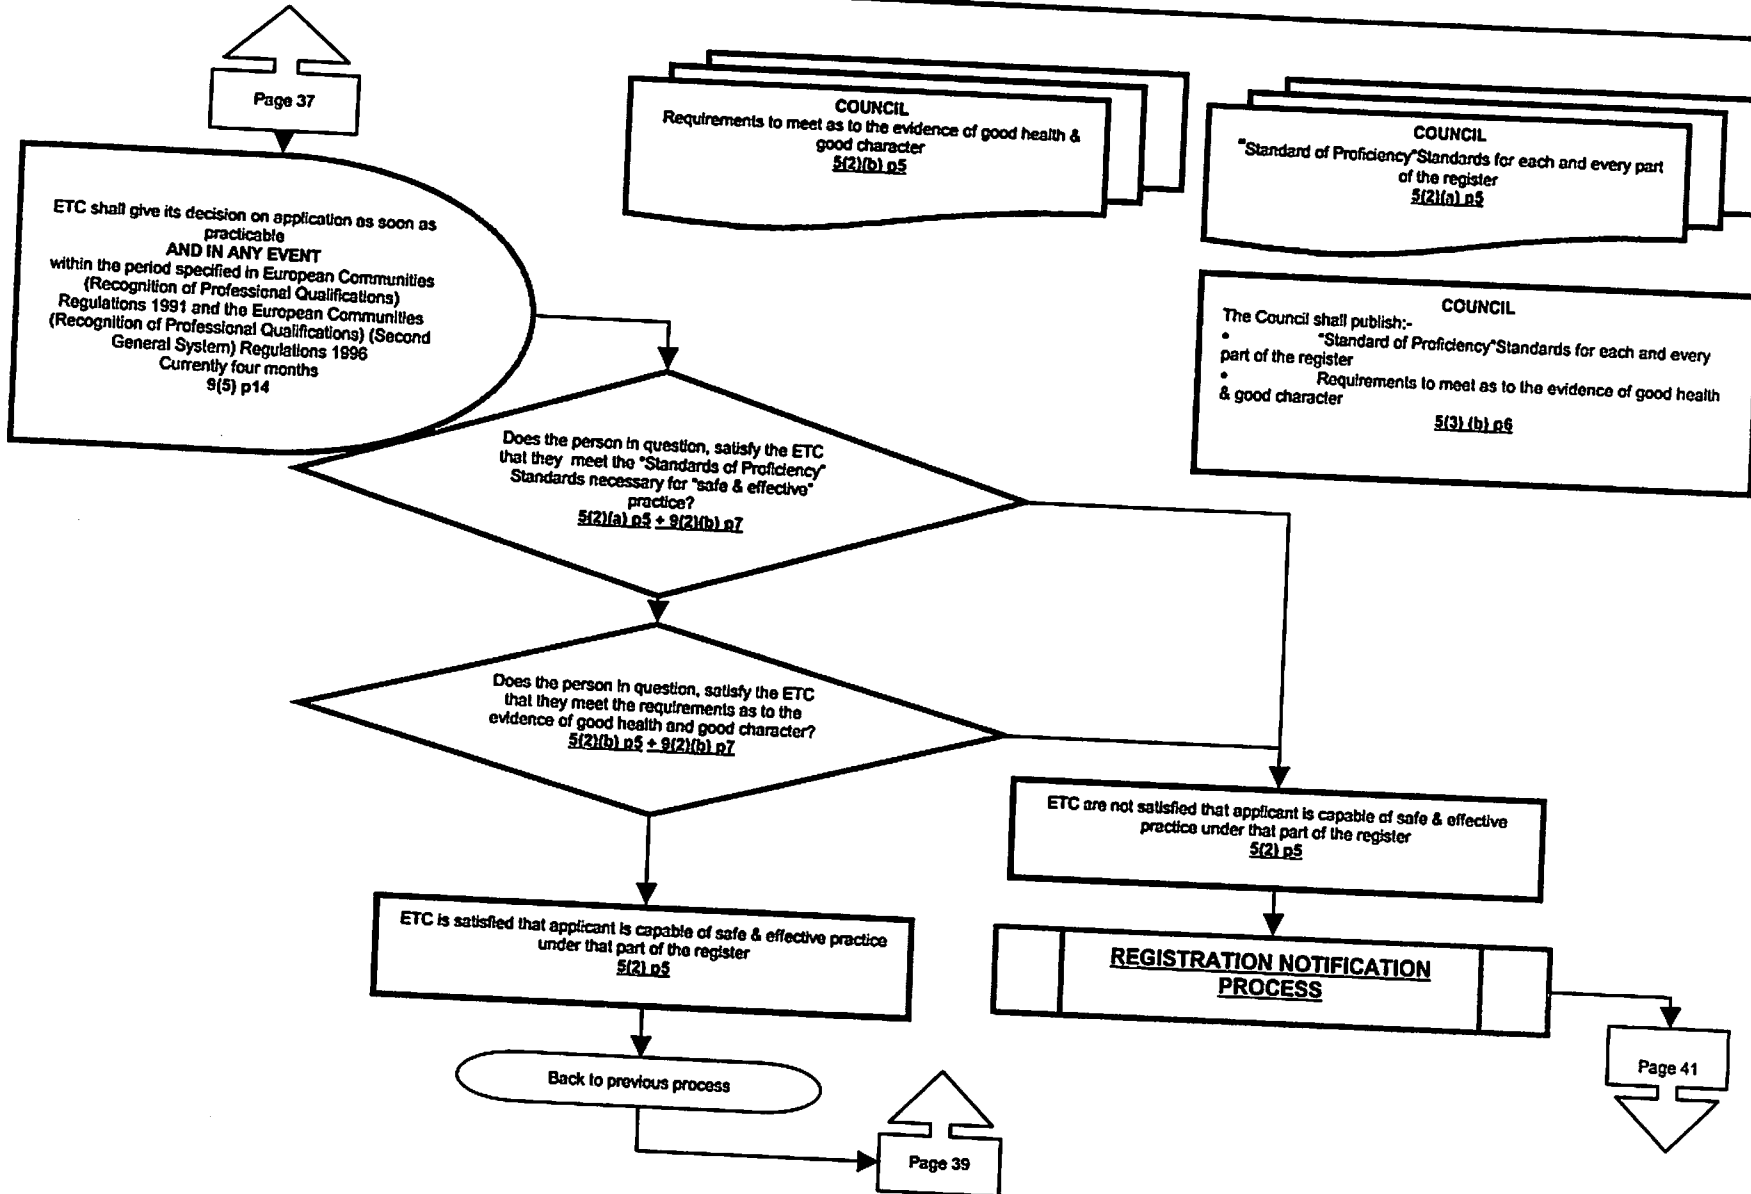 Page 37
COUNCIL
Requirements to meet as to the evidence of good health &
good character
5(2)(b) p5
COUNCIL
"Standard of Proficiency"Standards for each and every part
of the register
5(2)(a) p5
ETC shall give its decision on application as soon as
practicable
AND IN ANY EVENT
within the period specified in European Communities
(Recognition of Professional Qualifications)
Regulations 1991 and the European Communities
(Recognition of Professional Qualifications) (Second
General System) Regulations 1996
Currently four months
9(5) p14
COUNCIL
The Council shall publish:-
• "Standard of Proficiency"Standards for each and every
part of the register
• Requirements to meet as to the evidence of good health
& good character
5(3) (b) p6
Does the person in question, satisfy the ETC
that they meet the "Standards of Proficiency"
Standards necessary for "safe & effective"
practice?
5(2)(a) p5 + 9(2)(b) p7
Does the person in question, satisfy the ETC
that they meet the requirements as to the
evidence of good health and good character?
5(2)(b) p5 + 9(2)(b) p7
ETC are not satisfied that applicant is capable of safe & effective
practice under that part of the register
5(2) p5
ETC is satisfied that applicant is capable of safe & effective practice
under that part of the register
5(2) p5
REGISTRATION NOTIFICATION
PROCESS
Back to previous process
Page 41
Page 39